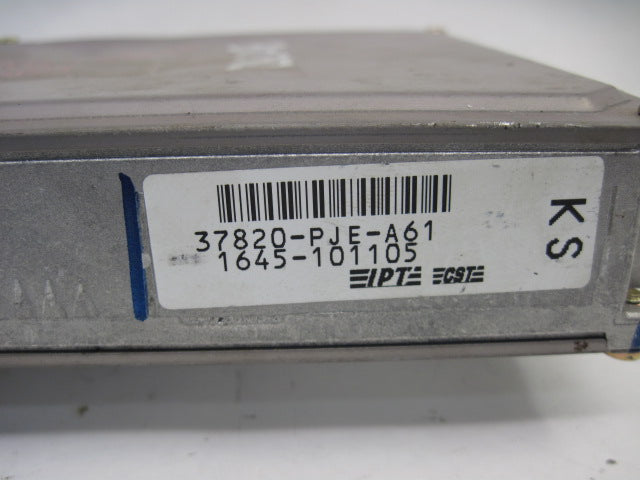 37820-PJE-A61
1645-101105
IPT CST
KS